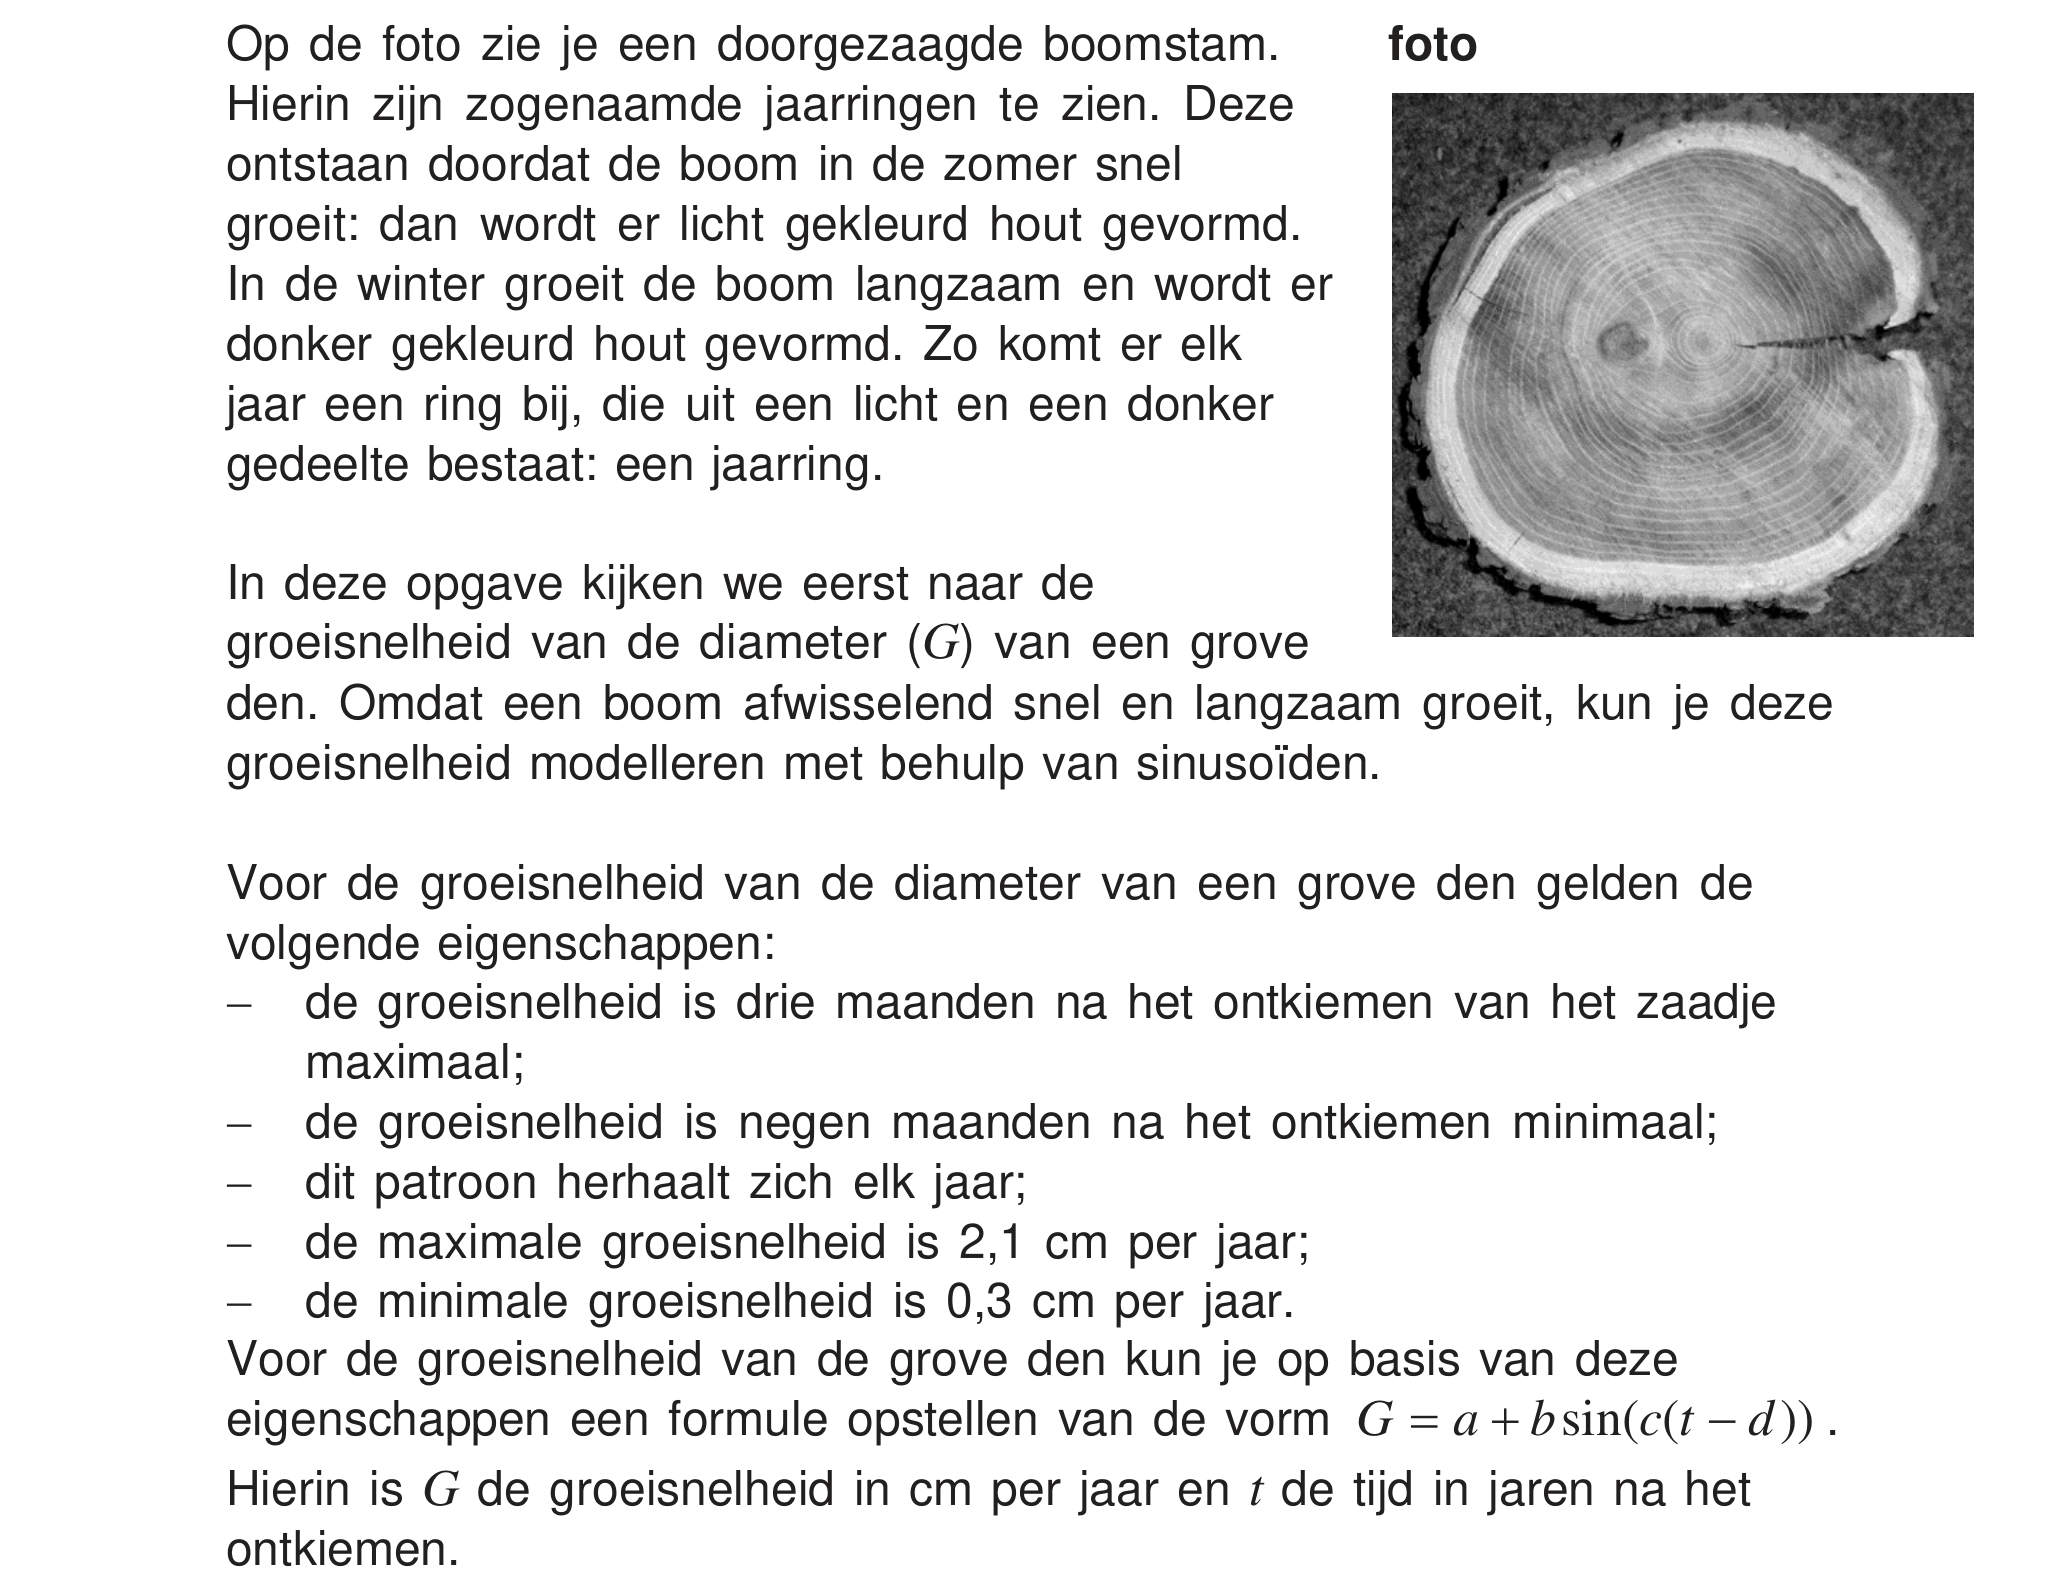 Op de foto zie je een doorgezaagde boomstam.
foto
Hierin zijn zogenaamde jaarringen te zien. Deze
ontstaan doordat de boom in de zomer snel
groeit: dan wordt er licht gekleurd hout gevormd.
In de winter groeit de boom langzaam en wordt er
donker gekleurd hout gevormd. Zo komt er elk
jaar een ring bij, die uit een licht en een donker
gedeelte bestaat: een jaarring.
In deze opgave kijken we eerst naar de
groeisnelheid van de diameter (G) van een grove
den. Omdat een boom afwisselend snel en langzaam groeit, kun je deze
groeisnelheid modelleren met behulp van sinusoïden.
Voor de groeisnelheid van de diameter van een grove den gelden de
volgende eigenschappen:
– de groeisnelheid is drie maanden na het ontkiemen van het zaadje
maximaal;
– de groeisnelheid is negen maanden na het ontkiemen minimaal;
– dit patroon herhaalt zich elk jaar;
– de maximale groeisnelheid is 2,1 cm per jaar;
– de minimale groeisnelheid is 0,3 cm per jaar.
Voor de groeisnelheid van de grove den kun je op basis van deze
eigenschappen een formule opstellen van de vorm G = a + b sin(c(t − d)) .
Hierin is G de groeisnelheid in cm per jaar en t de tijd in jaren na het
ontkiemen.